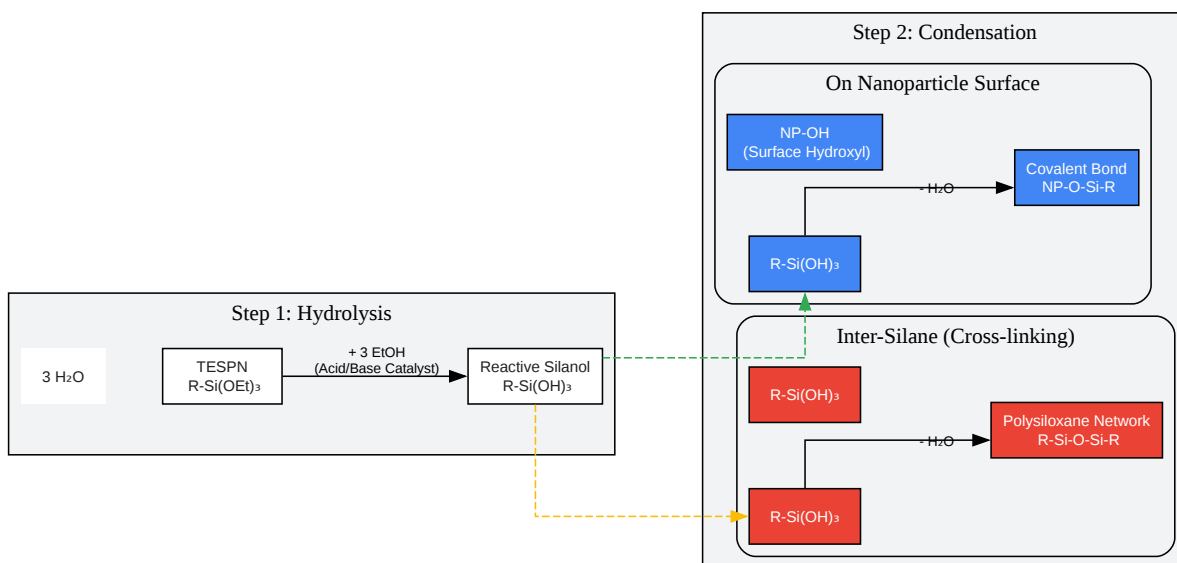 Step 2: Condensation
On Nanoparticle Surface
NP-OH
(Surface Hydroxyl)
Covalent Bond
NP-O-Si-R
- H₂O
R-Si(OH)₃
Step 1: Hydrolysis
3 H₂O
TESPN
R-Si(OEt)₃
+ 3 EtOH
(Acid/Base Catalyst)
Reactive Silanol
R-Si(OH)₃
Inter-Silane (Cross-linking)
R-Si(OH)₃
Polysiloxane Network
R-Si-O-Si-R
- H₂O
R-Si(OH)₃